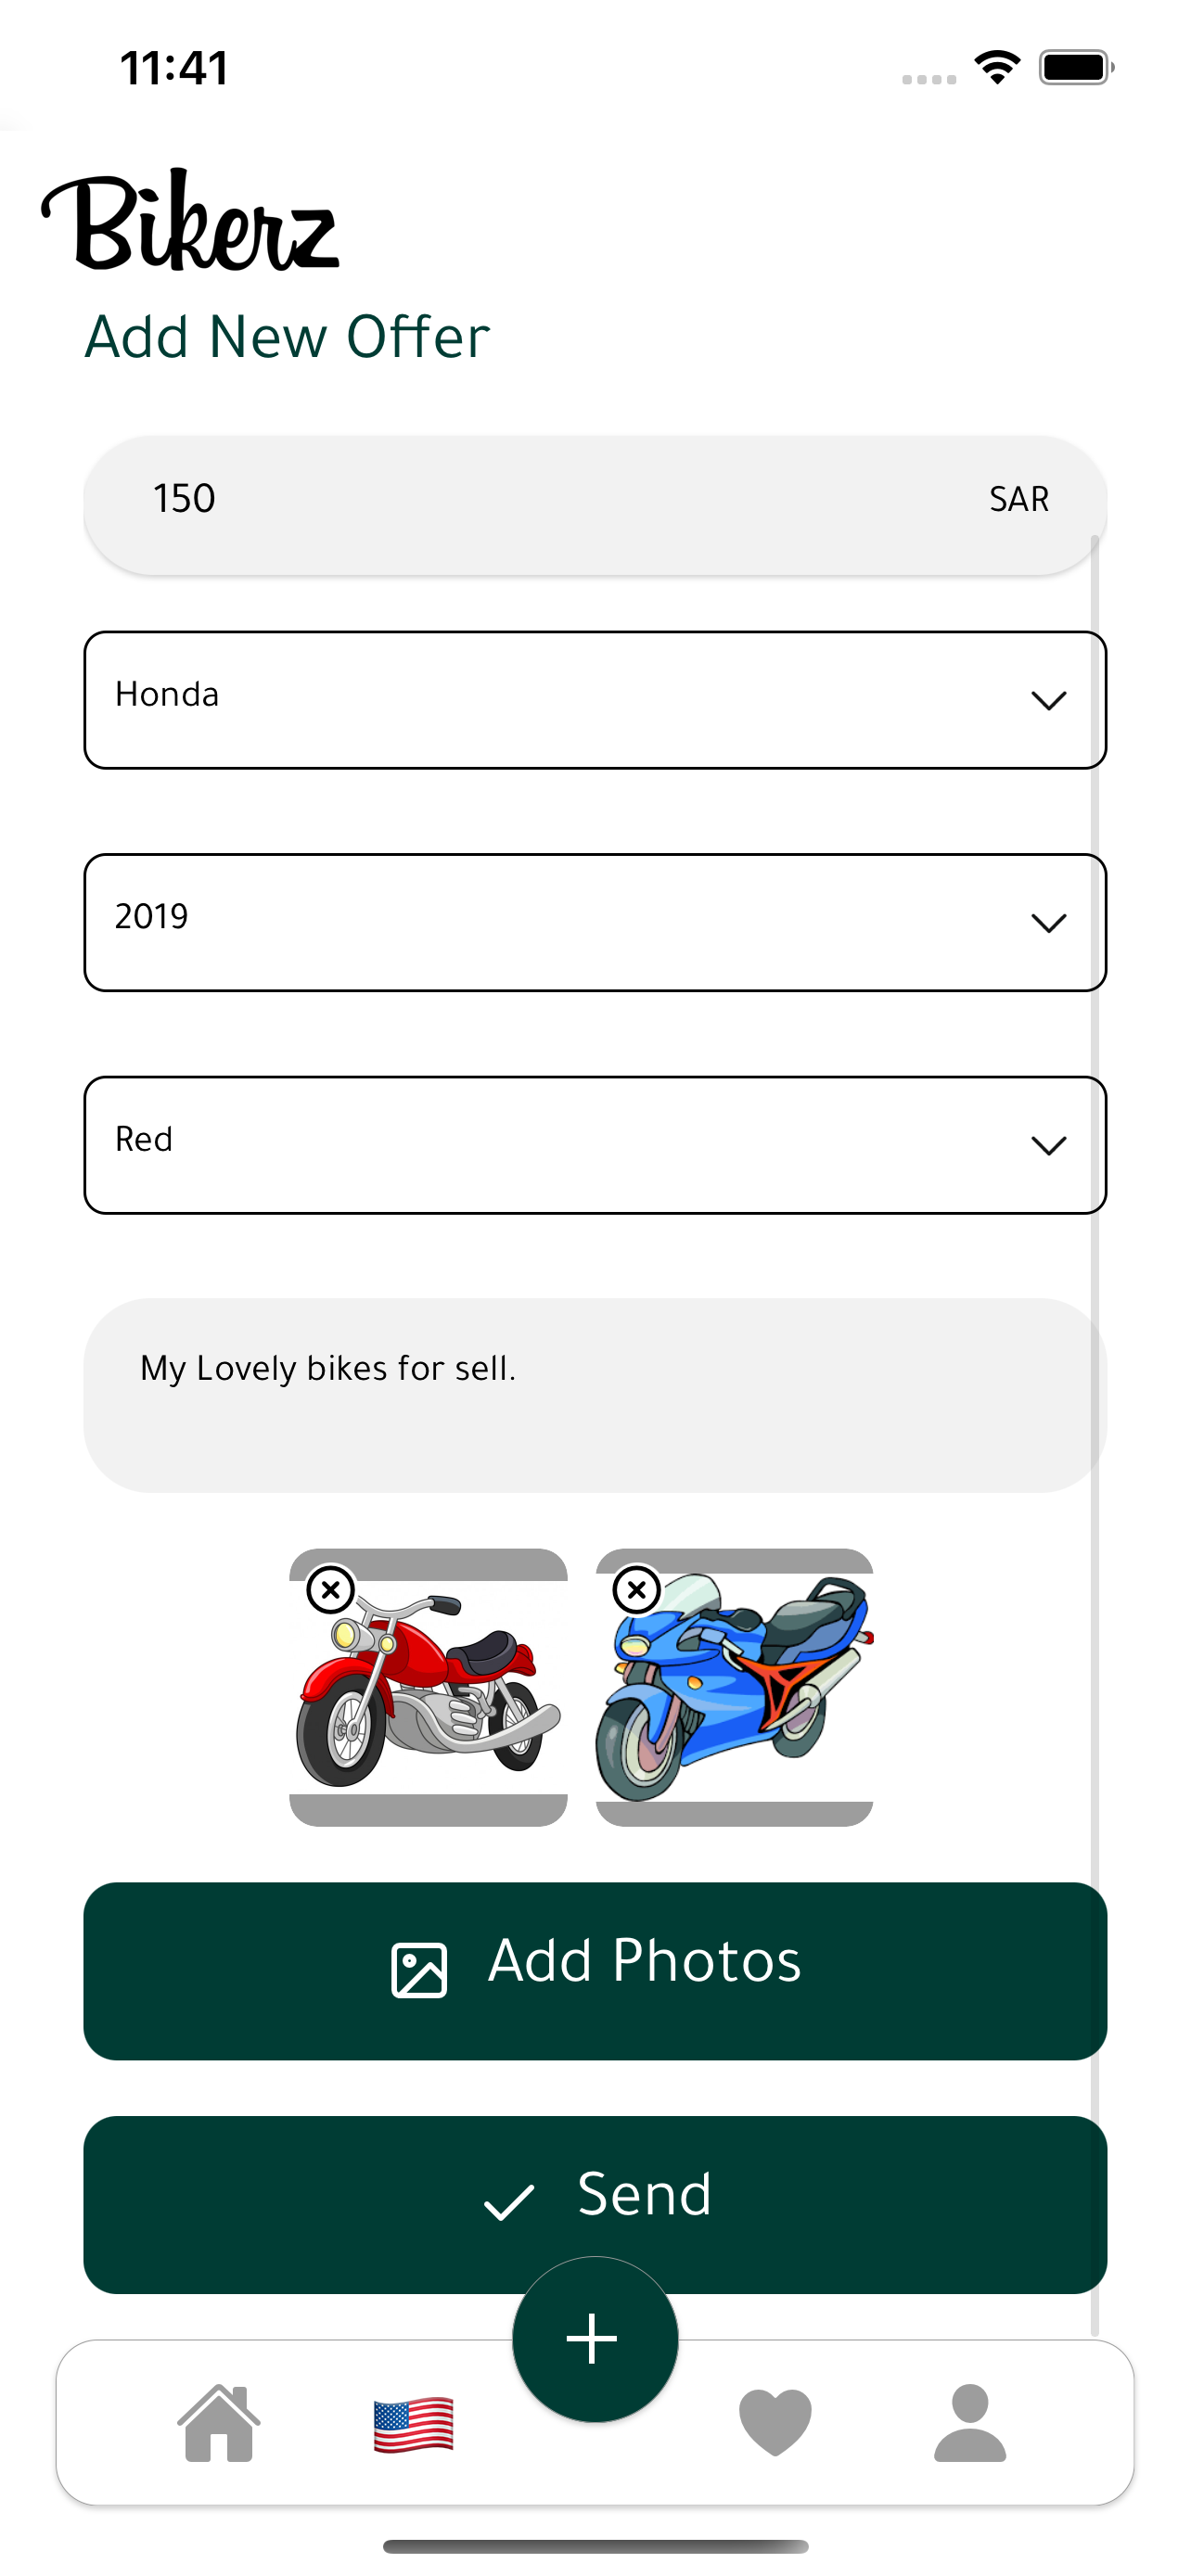 11:41
Bikerz
Add New Offer
150 SAR
Honda
2019
Red
My Lovely bikes for sell.
Add Photos
Send